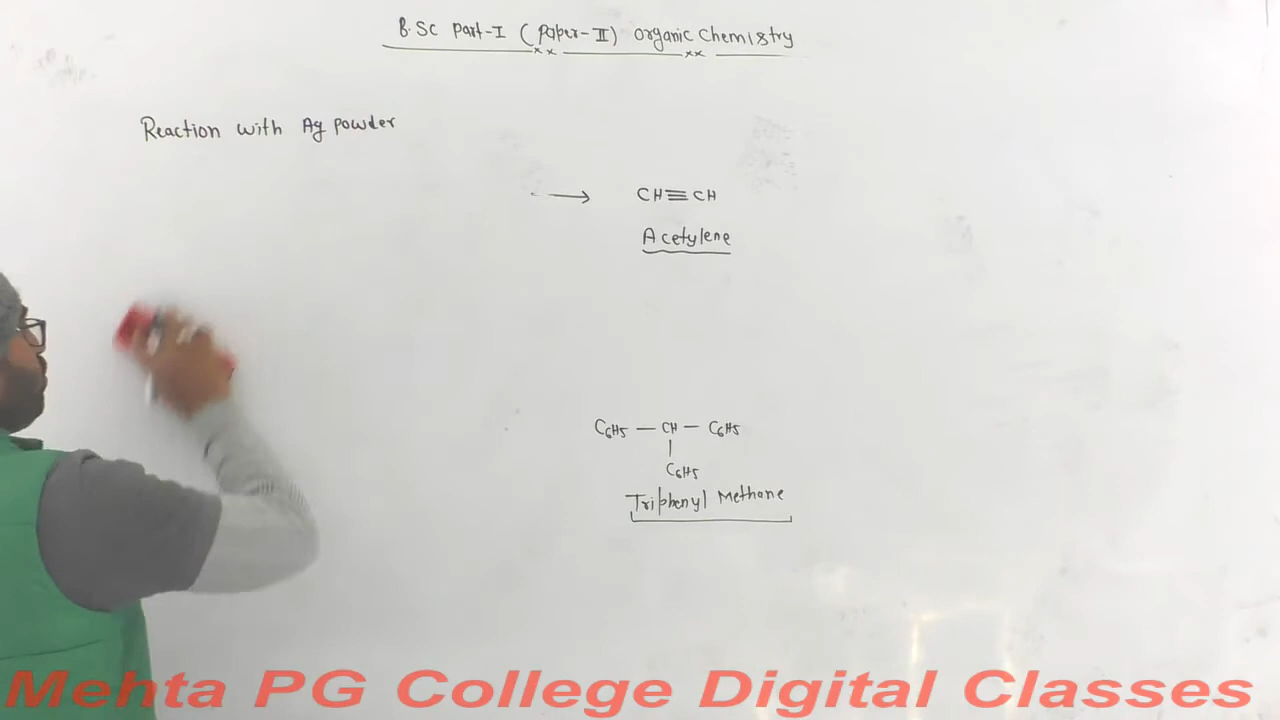 B.Sc Part-I (Paper-II) Organic Chemistry
Reaction with Ag powder
⟶ CH≡CH
Acetylene
C6H5 — CH — C6H5
|
C6H5
Triphenyl Methane
Mehta PG College Digital Classes